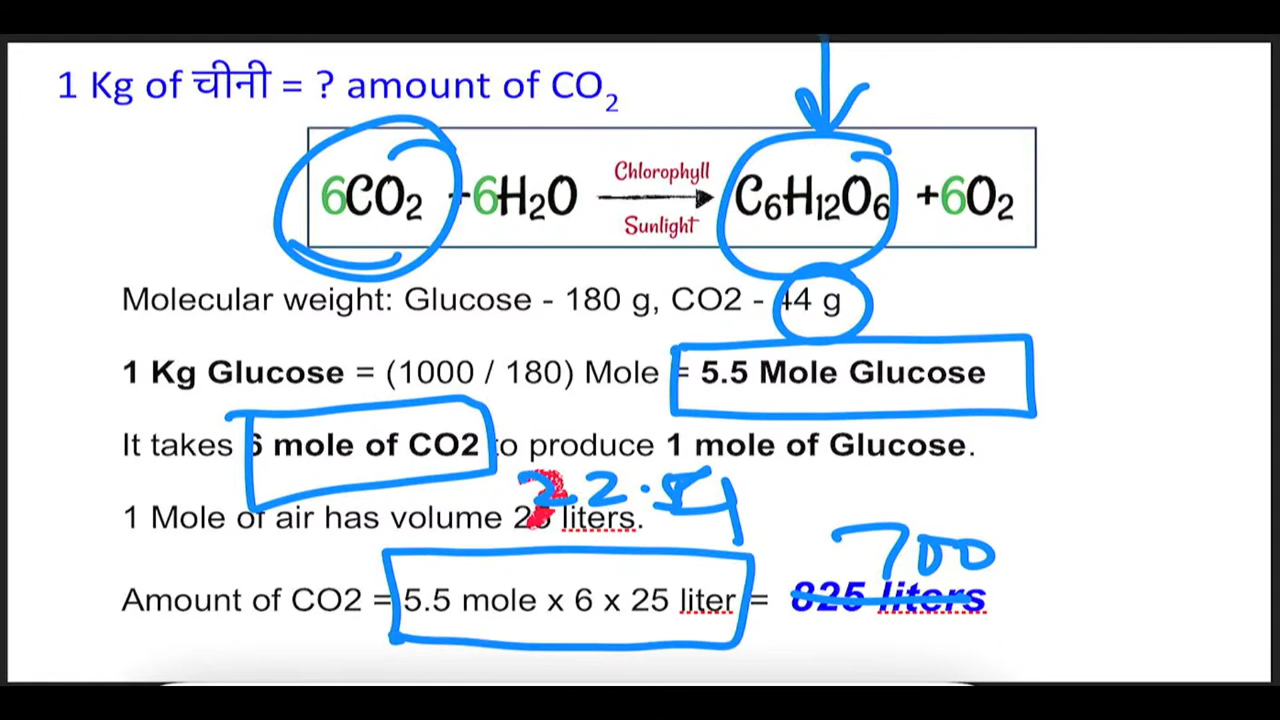 1 Kg of चीनी = ? amount of CO2
6CO2 +6H2O Chlorophyll Sunlight C6H12O6 +6O2
Molecular weight: Glucose - 180 g, CO2 - 44 g
1 Kg Glucose = (1000 / 180) Mole = 5.5 Mole Glucose
It takes 6 mole of CO2 to produce 1 mole of Glucose.
22.4
1 Mole of air has volume 25 liters.
700
Amount of CO2 = 5.5 mole x 6 x 25 liter = 825 liters